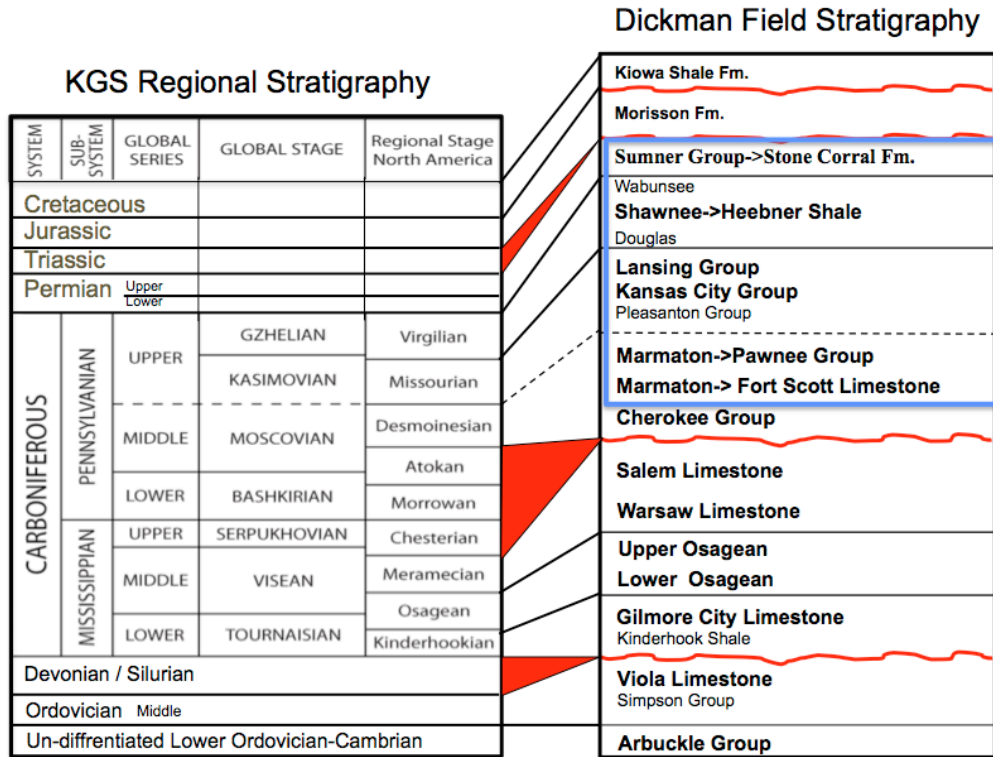 Dickman Field Stratigraphy
KGS Regional Stratigraphy
SYSTEM
SUB-
SYSTEM
GLOBAL
SERIES
GLOBAL STAGE
Regional Stage
North America
Cretaceous
Jurassic
Triassic
Permian
Upper
Lower
CARBONIFEROUS
PENNSYLVANIAN
MISSISSIPPIAN
UPPER
MIDDLE
LOWER
UPPER
MIDDLE
LOWER
GZHELIAN
KASIMOVIAN
MOSCOVIAN
BASHKIRIAN
SERPUKHOVIAN
VISEAN
TOURNAISIAN
Virgilian
Missourian
Desmoinesian
Atokan
Morrowan
Chesterian
Meramecian
Osagean
Kinderhookian
Devonian / Silurian
Ordovician Middle
Un-diffrentiated Lower Ordovician-Cambrian
Kiowa Shale Fm.
Morisson Fm.
Sumner Group->Stone Corral Fm.
Wabunsee
Shawnee->Heebner Shale
Douglas
Lansing Group
Kansas City Group
Pleasanton Group
Marmaton->Pawnee Group
Marmaton-> Fort Scott Limestone
Cherokee Group
Salem Limestone
Warsaw Limestone
Upper Osagean
Lower Osagean
Gilmore City Limestone
Kinderhook Shale
Viola Limestone
Simpson Group
Arbuckle Group